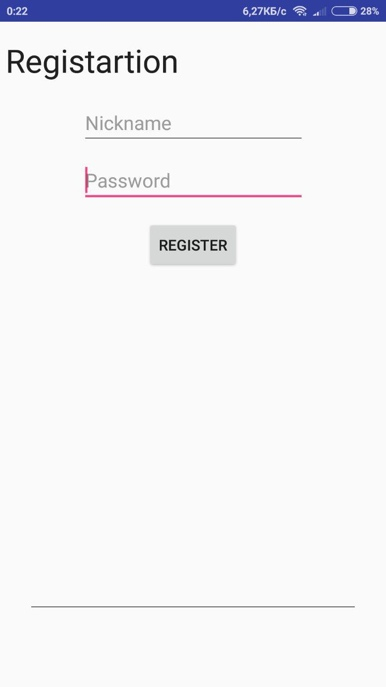 0:22 6,27КБ/с 28%
Registartion
Nickname
Password
REGISTER